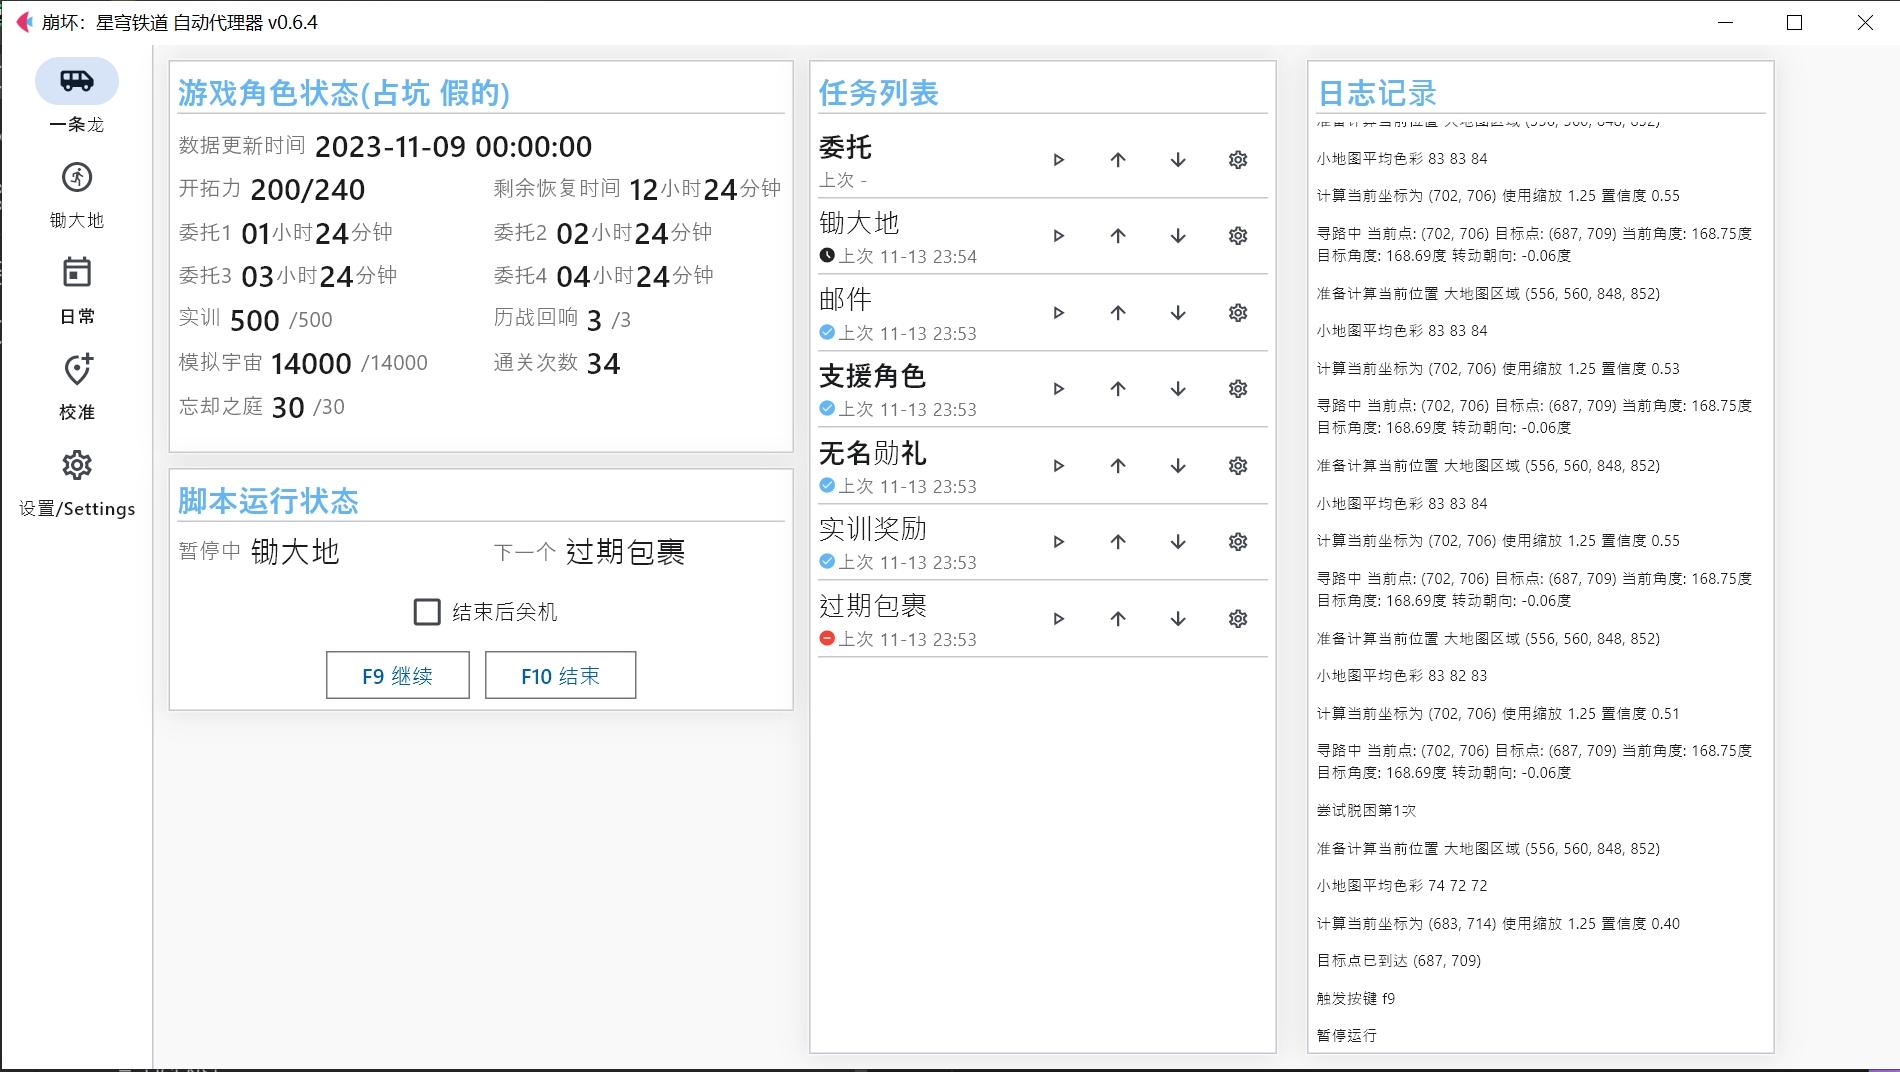 崩坏：星穹铁道 自动代理器 v0.6.4
一条龙
锄大地
日常
校准
设置/Settings
游戏角色状态(占坑 假的)
数据更新时间 2023-11-09 00:00:00
开拓力 200/240 剩余恢复时间 12小时24分钟
委托1 01小时24分钟 委托2 02小时24分钟
委托3 03小时24分钟 委托4 04小时24分钟
实训 500 /500 历战回响 3 /3
模拟宇宙 14000 /14000 通关次数 34
忘却之庭 30 /30
脚本运行状态
暂停中 锄大地 下一个 过期包裹
结束后关机
F9 继续 F10 结束
任务列表
委托
上次 -
锄大地
上次 11-13 23:54
邮件
上次 11-13 23:53
支援角色
上次 11-13 23:53
无名勋礼
上次 11-13 23:53
实训奖励
上次 11-13 23:53
过期包裹
上次 11-13 23:53
日志记录
准备计算当前位置 大地图区域 (556, 560, 848, 852)
小地图平均色彩 83 83 84
计算当前坐标为 (702, 706) 使用缩放 1.25 置信度 0.55
寻路中 当前点: (702, 706) 目标点: (687, 709) 当前角度: 168.75度
目标角度: 168.69度 转动朝向: -0.06度
准备计算当前位置 大地图区域 (556, 560, 848, 852)
小地图平均色彩 83 83 84
计算当前坐标为 (702, 706) 使用缩放 1.25 置信度 0.53
寻路中 当前点: (702, 706) 目标点: (687, 709) 当前角度: 168.75度
目标角度: 168.69度 转动朝向: -0.06度
准备计算当前位置 大地图区域 (556, 560, 848, 852)
小地图平均色彩 83 83 84
计算当前坐标为 (702, 706) 使用缩放 1.25 置信度 0.55
寻路中 当前点: (702, 706) 目标点: (687, 709) 当前角度: 168.75度
目标角度: 168.69度 转动朝向: -0.06度
准备计算当前位置 大地图区域 (556, 560, 848, 852)
小地图平均色彩 83 82 83
计算当前坐标为 (702, 706) 使用缩放 1.25 置信度 0.51
寻路中 当前点: (702, 706) 目标点: (687, 709) 当前角度: 168.75度
目标角度: 168.69度 转动朝向: -0.06度
尝试脱困第1次
准备计算当前位置 大地图区域 (556, 560, 848, 852)
小地图平均色彩 74 72 72
计算当前坐标为 (683, 714) 使用缩放 1.25 置信度 0.40
目标点已到达 (687, 709)
触发按键 f9
暂停运行